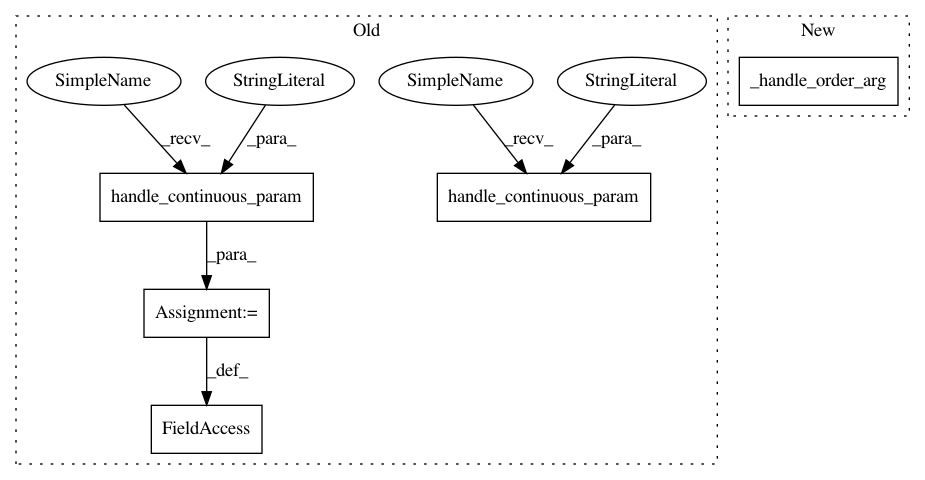 Old
New
SimpleName
StringLiteral
SimpleName
StringLiteral
_handle_order_arg
_recv_
_para_
_recv_
_para_
handle_continuous_param
handle_continuous_param
_para_
Assignment:=
_def_
FieldAccess